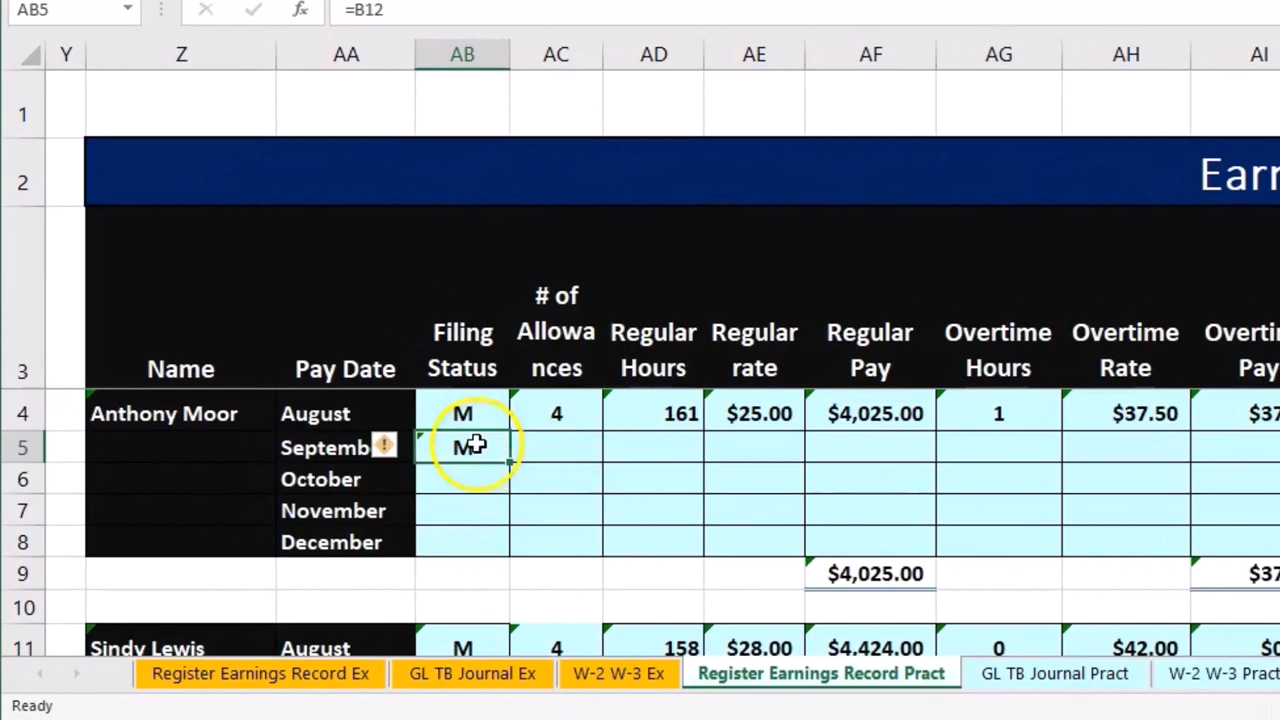 AB5 =B12
Y Z AA AB AC AD AE AF AG AH AI
1
2 Earn
3 Name Pay Date Filing Status # of Allowa nces Regular Hours Regular rate Regular Pay Overtime Hours Overtime Rate Overti Pay
4 Anthony Moor August M 4 161 $25.00 $4,025.00 1 $37.50 $37
5 Septemb M
6 October
7 November
8 December
9 $4,025.00 $37
10
11 Sindy Lewis August M 4 158 $28.00 $4,424.00 0 $42.00 $0
Register Earnings Record Ex GL TB Journal Ex W-2 W-3 Ex Register Earnings Record Pract GL TB Journal Pract W-2 W-3 Pract
Ready